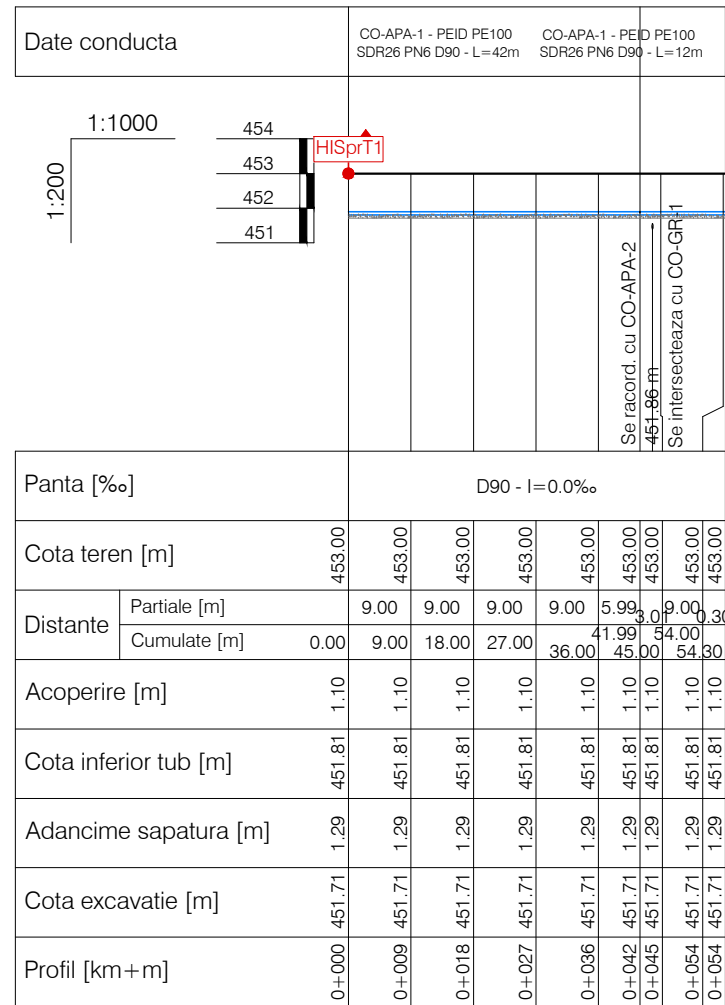 Date conducta
CO-APA-1 - PEID PE100
SDR26 PN6 D90 - L=42m
CO-APA-1 - PEID PE100
SDR26 PN6 D90 - L=12m
1:1000
1:200
454
453
452
451
HISprT1
Se racord. cu CO-APA-2
451.86 m
Se intersecteaza cu CO-GR-1
Panta [‰]
D90 - I=0.0‰
Cota teren [m] 453.00 453.00 453.00 453.00 453.00 453.00 453.00 453.00 453.00
Distante
Partiale [m] 9.00 9.00 9.00 9.00 5.99 3.01 9.00 0.30
Cumulate [m] 0.00 9.00 18.00 27.00 36.00 41.99 45.00 54.00 54.30
Acoperire [m] 1.10 1.10 1.10 1.10 1.10 1.10 1.10 1.10 1.10
Cota inferior tub [m] 451.81 451.81 451.81 451.81 451.81 451.81 451.81 451.81 451.81
Adancime sapatura [m] 1.29 1.29 1.29 1.29 1.29 1.29 1.29 1.29 1.29
Cota excavatie [m] 451.71 451.71 451.71 451.71 451.71 451.71 451.71 451.71 451.71
Profil [km+m] 0+000 0+009 0+018 0+027 0+036 0+042 0+045 0+054 0+054